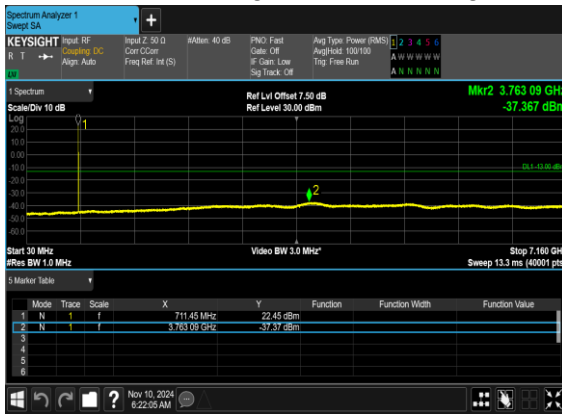 Spectrum Analyzer 1
Swept SA
KEYSIGHT
R T
Input: RF
Coupling: DC
Align: Auto
Input Z: 50 Ω
Corr CCorr
Freq Ref: Int (S)
#Atten: 40 dB
PNO: Fast
Gate: Off
IF Gain: Low
Sig Track: Off
Avg Type: Power (RMS)
Avg|Hold: 100/100
Trig: Free Run
1 2 3 4 5 6
A W W W W W
A N N N N N
1 Spectrum
Scale/Div 10 dB
Ref Lvl Offset 7.50 dB
Ref Level 30.00 dBm
Mkr2 3.763 09 GHz
-37.367 dBm
Log
20.0
10.0
0.00
-10.0
-20.0
-30.0
-40.0
-50.0
-60.0
1
2
DL1 -13.00 dB
Start 30 MHz
#Res BW 1.0 MHz
Video BW 3.0 MHz*
Stop 7.160 GH
Sweep 13.3 ms (40001 pts
5 Marker Table
Mode Trace Scale X Y Function Function Width Function Value
1 N 1 f 711.45 MHz 22.45 dBm
2 N 1 f 3.763 09 GHz -37.37 dBm
3
4
5
6
?
Nov 10, 2024
6:22:05 AM